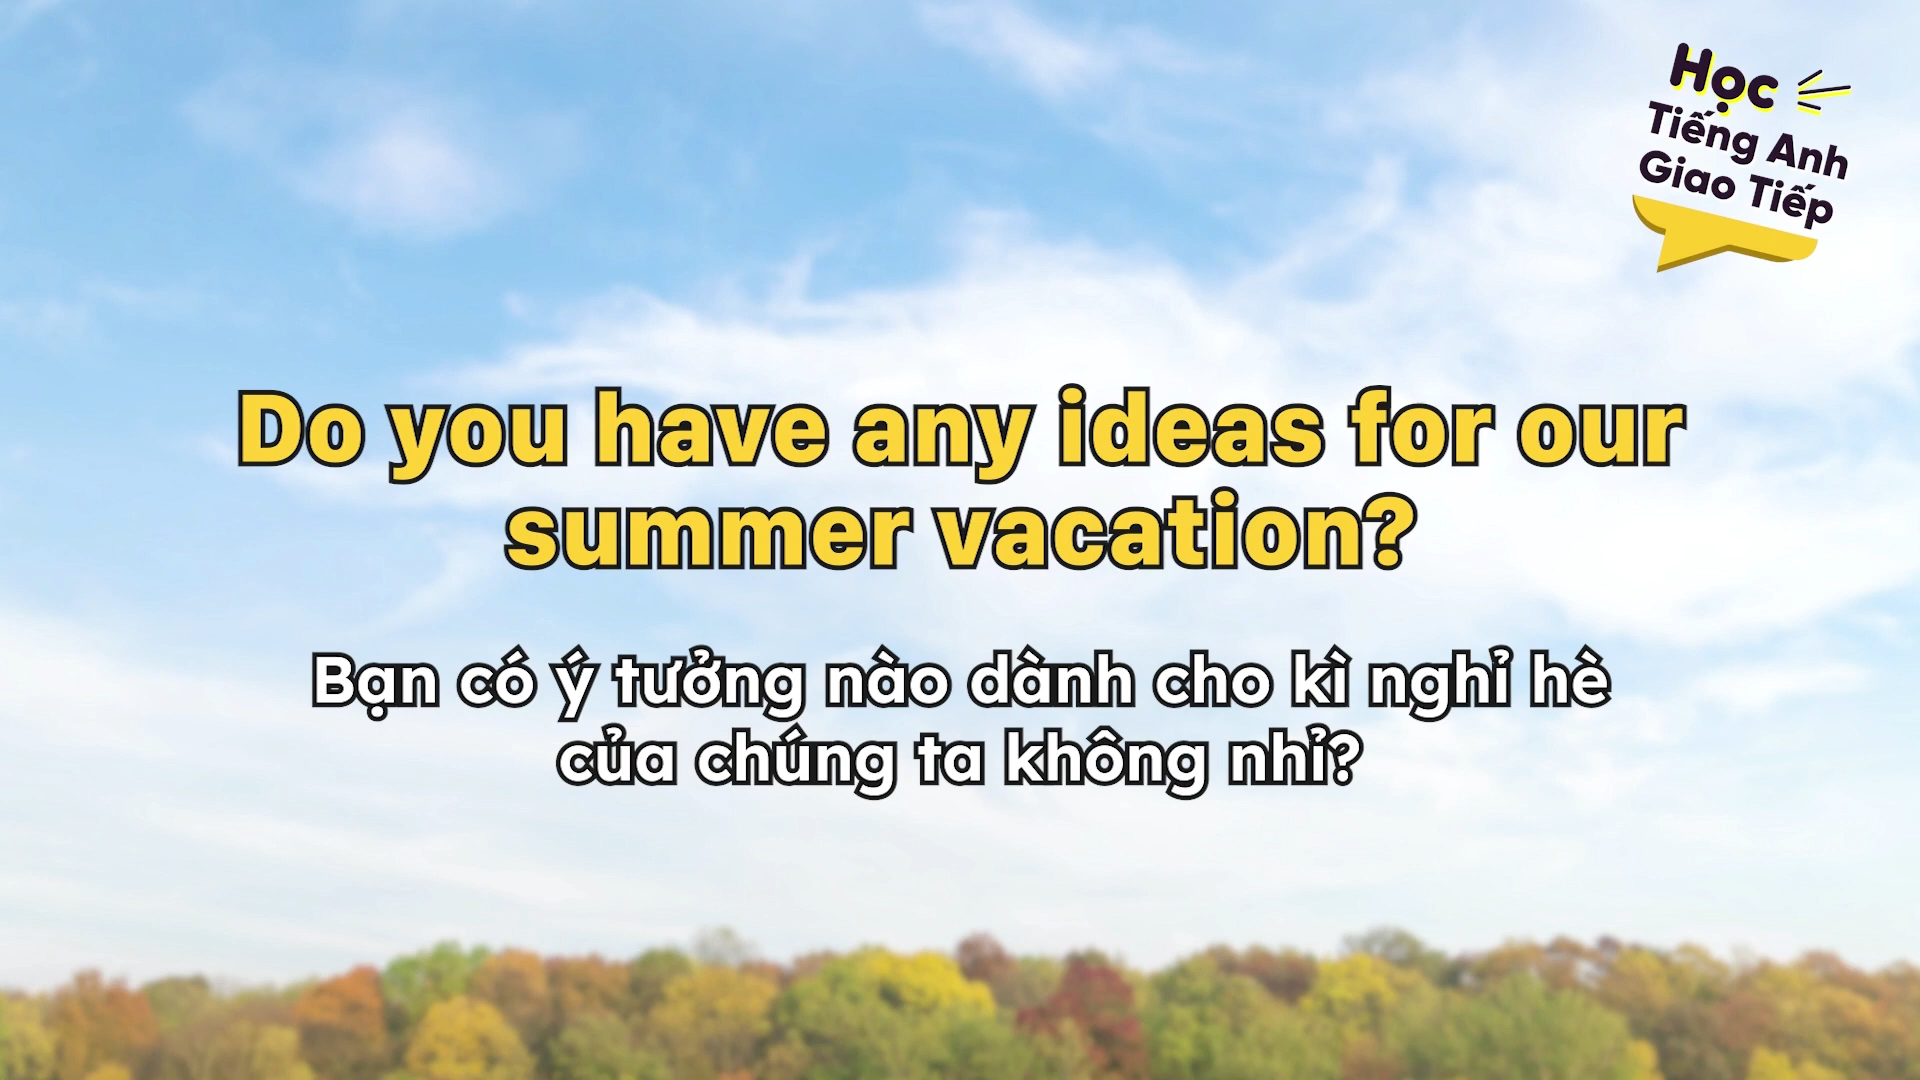 Học
Tiếng Anh
Giao Tiếp
Do you have any ideas for our
summer vacation?
Bạn có ý tưởng nào dành cho kì nghỉ hè
của chúng ta không nhỉ?